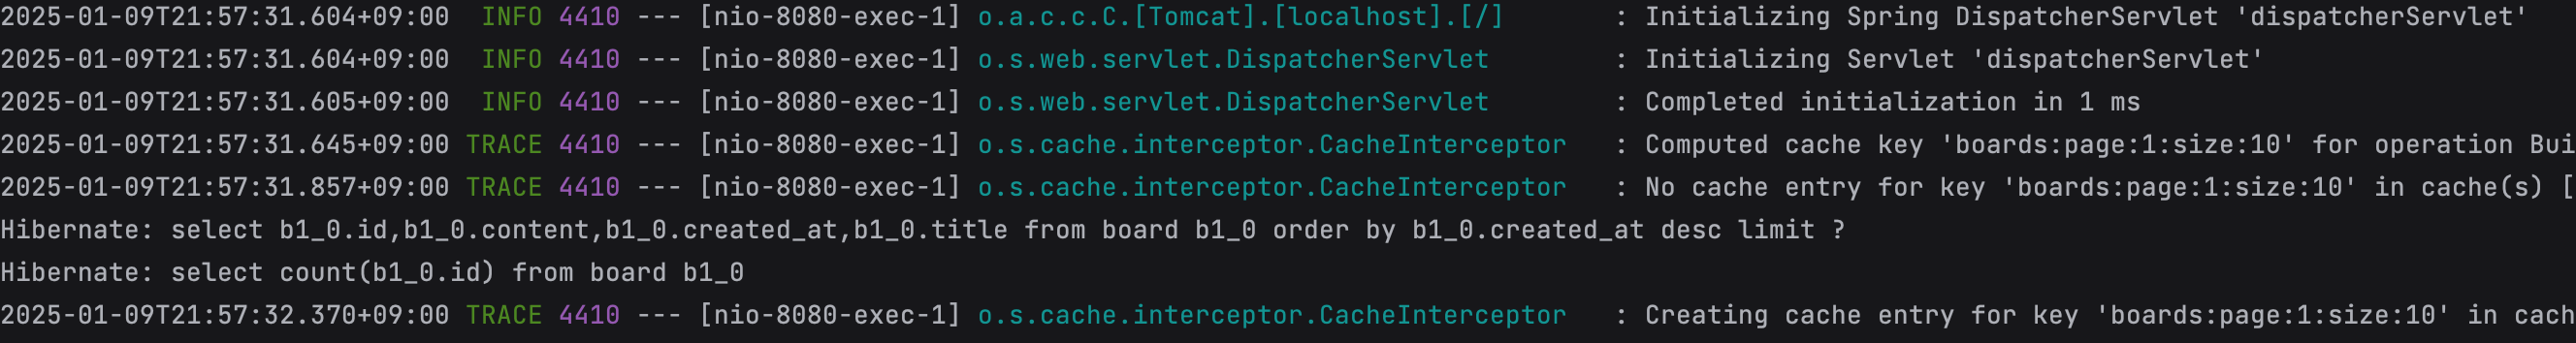 2025-01-09T21:57:31.604+09:00  INFO 4410 --- [nio-8080-exec-1] o.a.c.c.C.[Tomcat].[localhost].[/]       : Initializing Spring DispatcherServlet 'dispatcherServlet'
2025-01-09T21:57:31.604+09:00  INFO 4410 --- [nio-8080-exec-1] o.s.web.servlet.DispatcherServlet        : Initializing Servlet 'dispatcherServlet'
2025-01-09T21:57:31.605+09:00  INFO 4410 --- [nio-8080-exec-1] o.s.web.servlet.DispatcherServlet        : Completed initialization in 1 ms
2025-01-09T21:57:31.645+09:00 TRACE 4410 --- [nio-8080-exec-1] o.s.cache.interceptor.CacheInterceptor   : Computed cache key 'boards:page:1:size:10' for operation Bui
2025-01-09T21:57:31.857+09:00 TRACE 4410 --- [nio-8080-exec-1] o.s.cache.interceptor.CacheInterceptor   : No cache entry for key 'boards:page:1:size:10' in cache(s) [
Hibernate: select b1_0.id,b1_0.content,b1_0.created_at,b1_0.title from board b1_0 order by b1_0.created_at desc limit ?
Hibernate: select count(b1_0.id) from board b1_0
2025-01-09T21:57:32.370+09:00 TRACE 4410 --- [nio-8080-exec-1] o.s.cache.interceptor.CacheInterceptor   : Creating cache entry for key 'boards:page:1:size:10' in cach